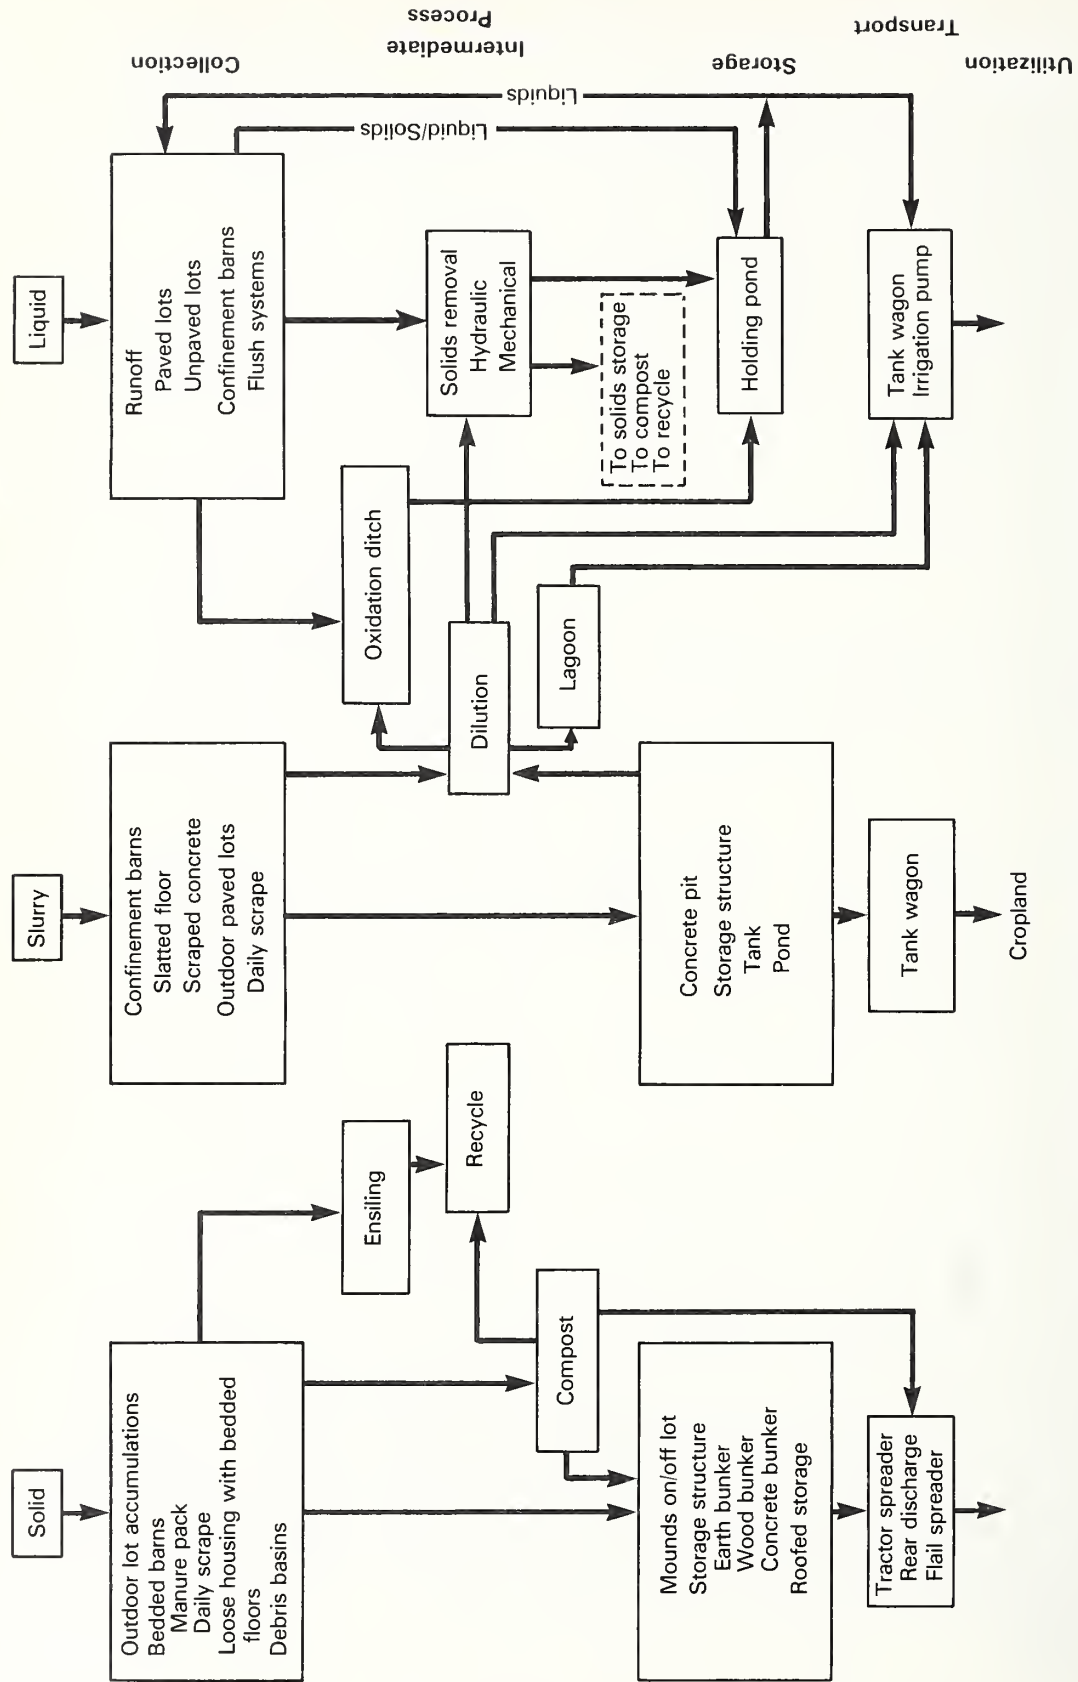 Solid
Outdoor lot accumulations
Bedded barns
Manure pack
Daily scrape
Loose housing with bedded
floors
Debris basins
Ensiling
Recycle
Compost
Mounds on/off lot
Storage structure
Earth bunker
Wood bunker
Concrete bunker
Roofed storage
Tractor spreader
Rear discharge
Flail spreader
Slurry
Confinement barns
Slatted floor
Scraped concrete
Outdoor paved lots
Daily scrape
Dilution
Concrete pit
Storage structure
Tank
Pond
Tank wagon
Cropland
Liquid
Runoff
Paved lots
Unpaved lots
Confinement barns
Flush systems
Oxidation ditch
Lagoon
Solids removal
Hydraulic
Mechanical
To solids storage
To compost
To recycle
Holding pond
Tank wagon
Irrigation pump
Liquid/Solids
Liquids
Collection
Intermediate
Process
Storage
Transport
Utilization